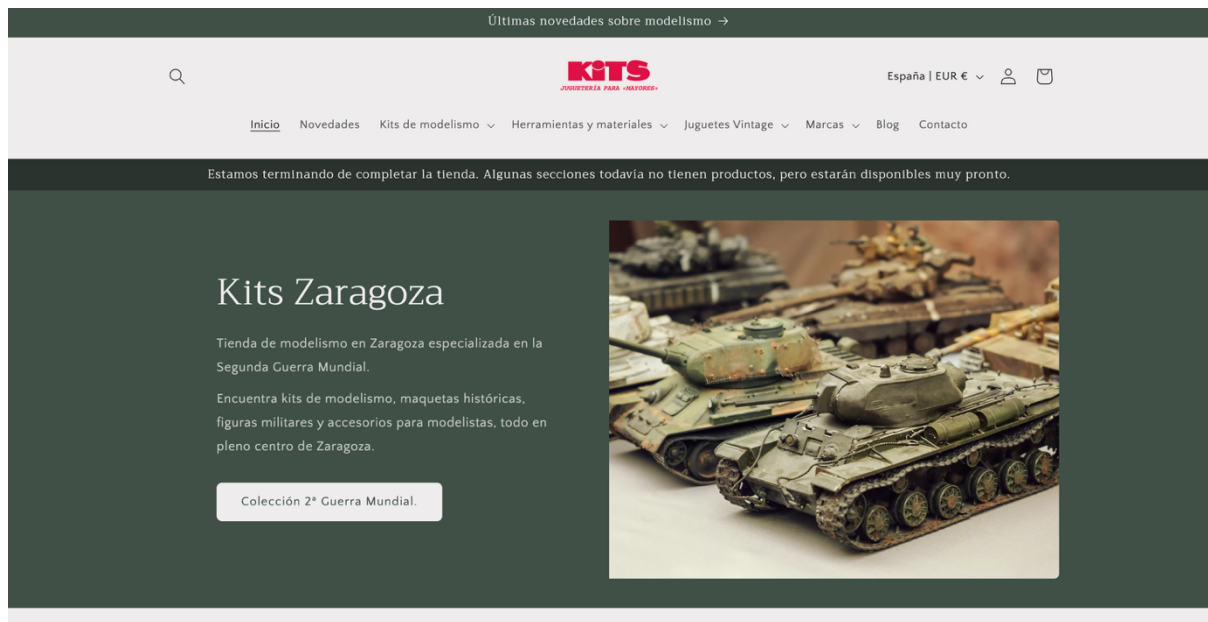 Últimas novedades sobre modelismo →
KiTS
JUGUETERÍA PARA «MAYORES»
España | EUR €
Inicio Novedades Kits de modelismo Herramientas y materiales Juguetes Vintage Marcas Blog Contacto
Estamos terminando de completar la tienda. Algunas secciones todavía no tienen productos, pero estarán disponibles muy pronto.
Kits Zaragoza
Tienda de modelismo en Zaragoza especializada en la
Segunda Guerra Mundial.
Encuentra kits de modelismo, maquetas históricas,
figuras militares y accesorios para modelistas, todo en
pleno centro de Zaragoza.
Colección 2ª Guerra Mundial.